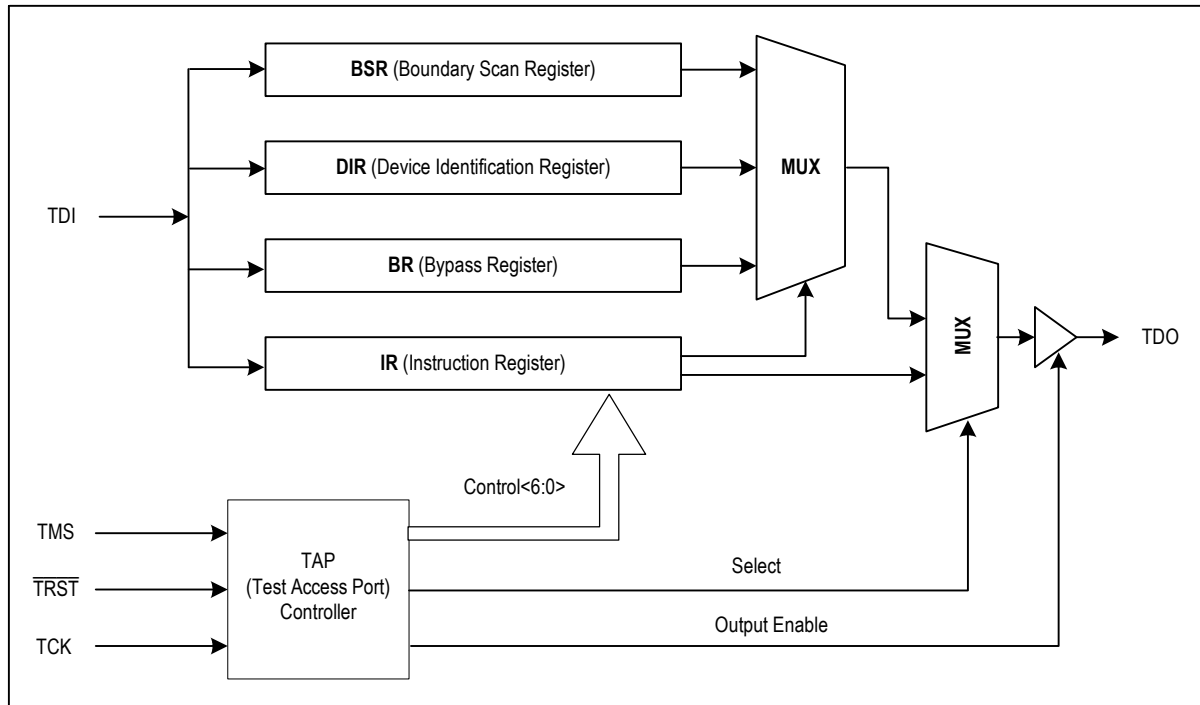 BSR (Boundary Scan Register)
DIR (Device Identification Register)
MUX
TDI
BR (Bypass Register)
MUX
TDO
IR (Instruction Register)
Control<6:0>
TMS
TAP
(Test Access Port)
Controller
TRST
Select
TCK
Output Enable